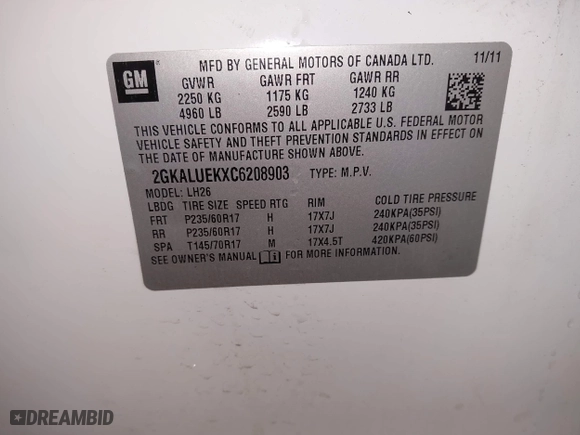 GM
MFD BY GENERAL MOTORS OF CANADA LTD. 11/11
GVWR GAWR FRT GAWR RR
2250 KG 1175 KG 1240 KG
4960 LB 2590 LB 2733 LB
THIS VEHICLE CONFORMS TO ALL APPLICABLE U.S. FEDERAL MOTOR
VEHICLE SAFETY AND THEFT PREVENTION STANDARDS IN EFFECT ON
THE DATE OF MANUFACTURE SHOWN ABOVE.
2GKALUEKXC6208903 TYPE: M.P.V.
MODEL: LH26
LBDG TIRE SIZE SPEED RTG RIM COLD TIRE PRESSURE
FRT P235/60R17 H 17X7J 240KPA(35PSI)
RR P235/60R17 H 17X7J 240KPA(35PSI)
SPA T145/70R17 M 17X4.5T 420KPA(60PSI)
SEE OWNER'S MANUAL FOR MORE INFORMATION.
DREAMBID